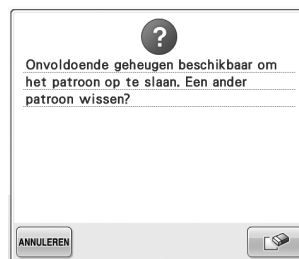 ?
Onvoldoende geheugen beschikbaar om
het patroon op te slaan. Een ander
patroon wissen?
ANNULEREN